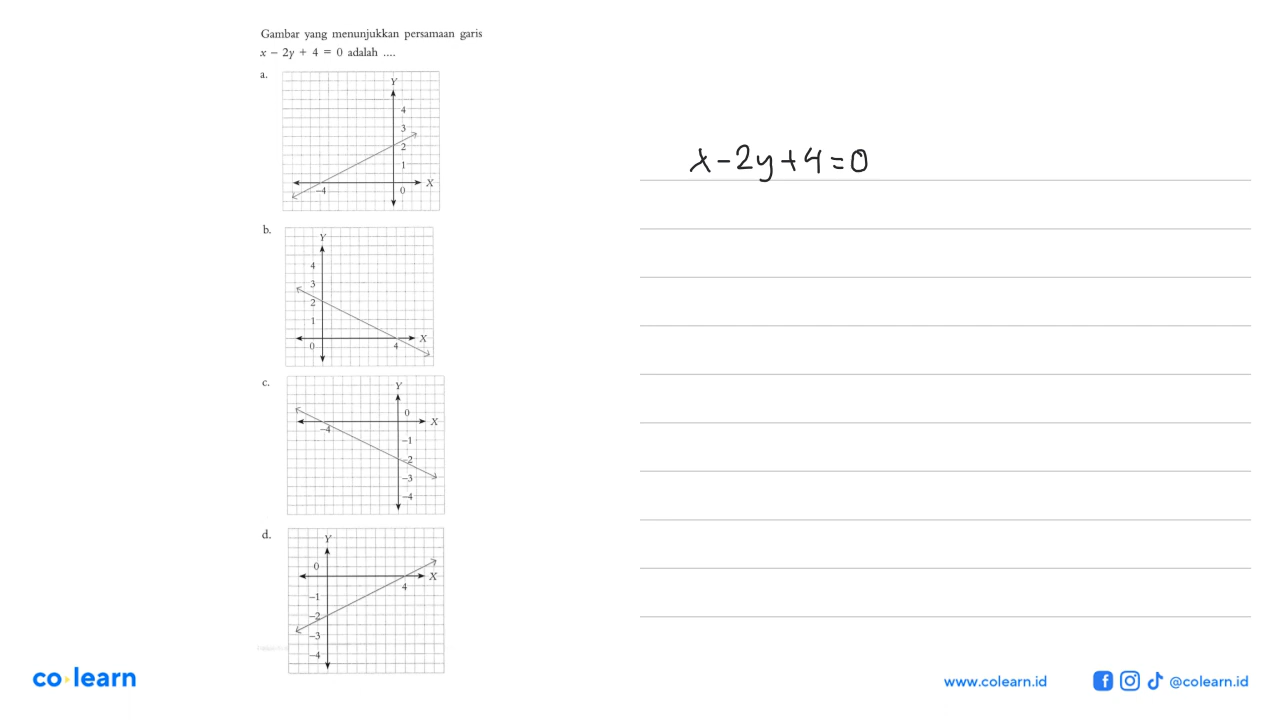 Gambar yang menunjukkan persamaan garis
x − 2y + 4 = 0 adalah ....
a.
Y
4
3
2
1
−4
0
X
b.
Y
4
3
2
1
0
4
X
c.
Y
0
X
−4
−1
−2
−3
−4
d.
Y
0
X
4
−1
−2
−3
−4
x−2y+4=0
co learn
www.colearn.id
@colearn.id